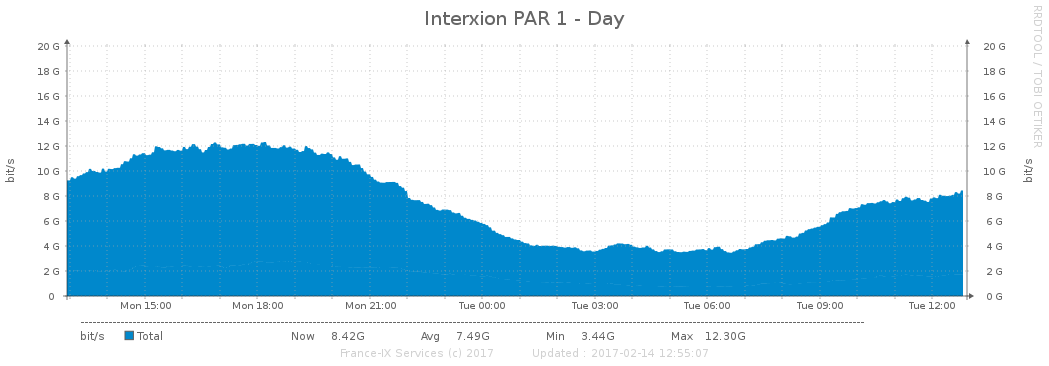 Interxion PAR 1 - Day
RRDTOOL / TOBI OETIKER
20 G 20 G
18 G 18 G
16 G 16 G
14 G 14 G
12 G 12 G
10 G 10 G
8 G 8 G
6 G 6 G
4 G 4 G
2 G 2 G
0 0 G
bit/s bit/s
Mon 15:00 Mon 18:00 Mon 21:00 Tue 00:00 Tue 03:00 Tue 06:00 Tue 09:00 Tue 12:00
bit/s Total Now 8.42G Avg 7.49G Min 3.44G Max 12.30G
France-IX Services (c) 2017 Updated : 2017-02-14 12:55:07